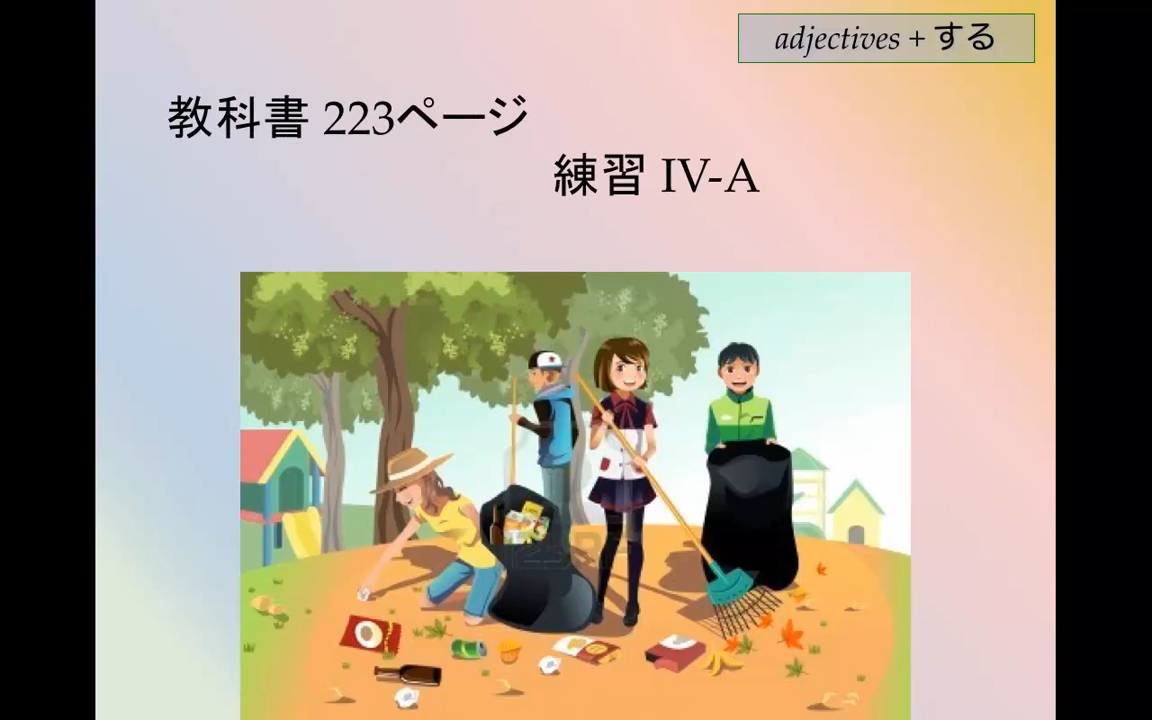 adjectives + する
教科書 223ページ
練習 IV-A